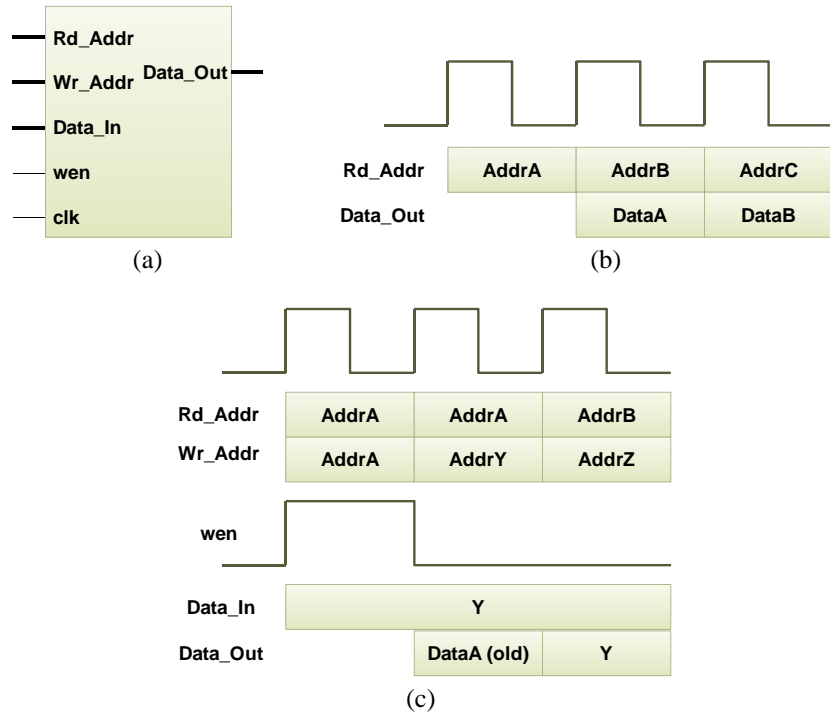 Rd_Addr
Wr_Addr
Data_Out
Data_In
wen
clk
(a)
Rd_Addr AddrA AddrB AddrC
Data_Out DataA DataB
(b)
Rd_Addr AddrA AddrA AddrB
Wr_Addr AddrA AddrY AddrZ
wen
Data_In Y
Data_Out DataA (old) Y
(c)